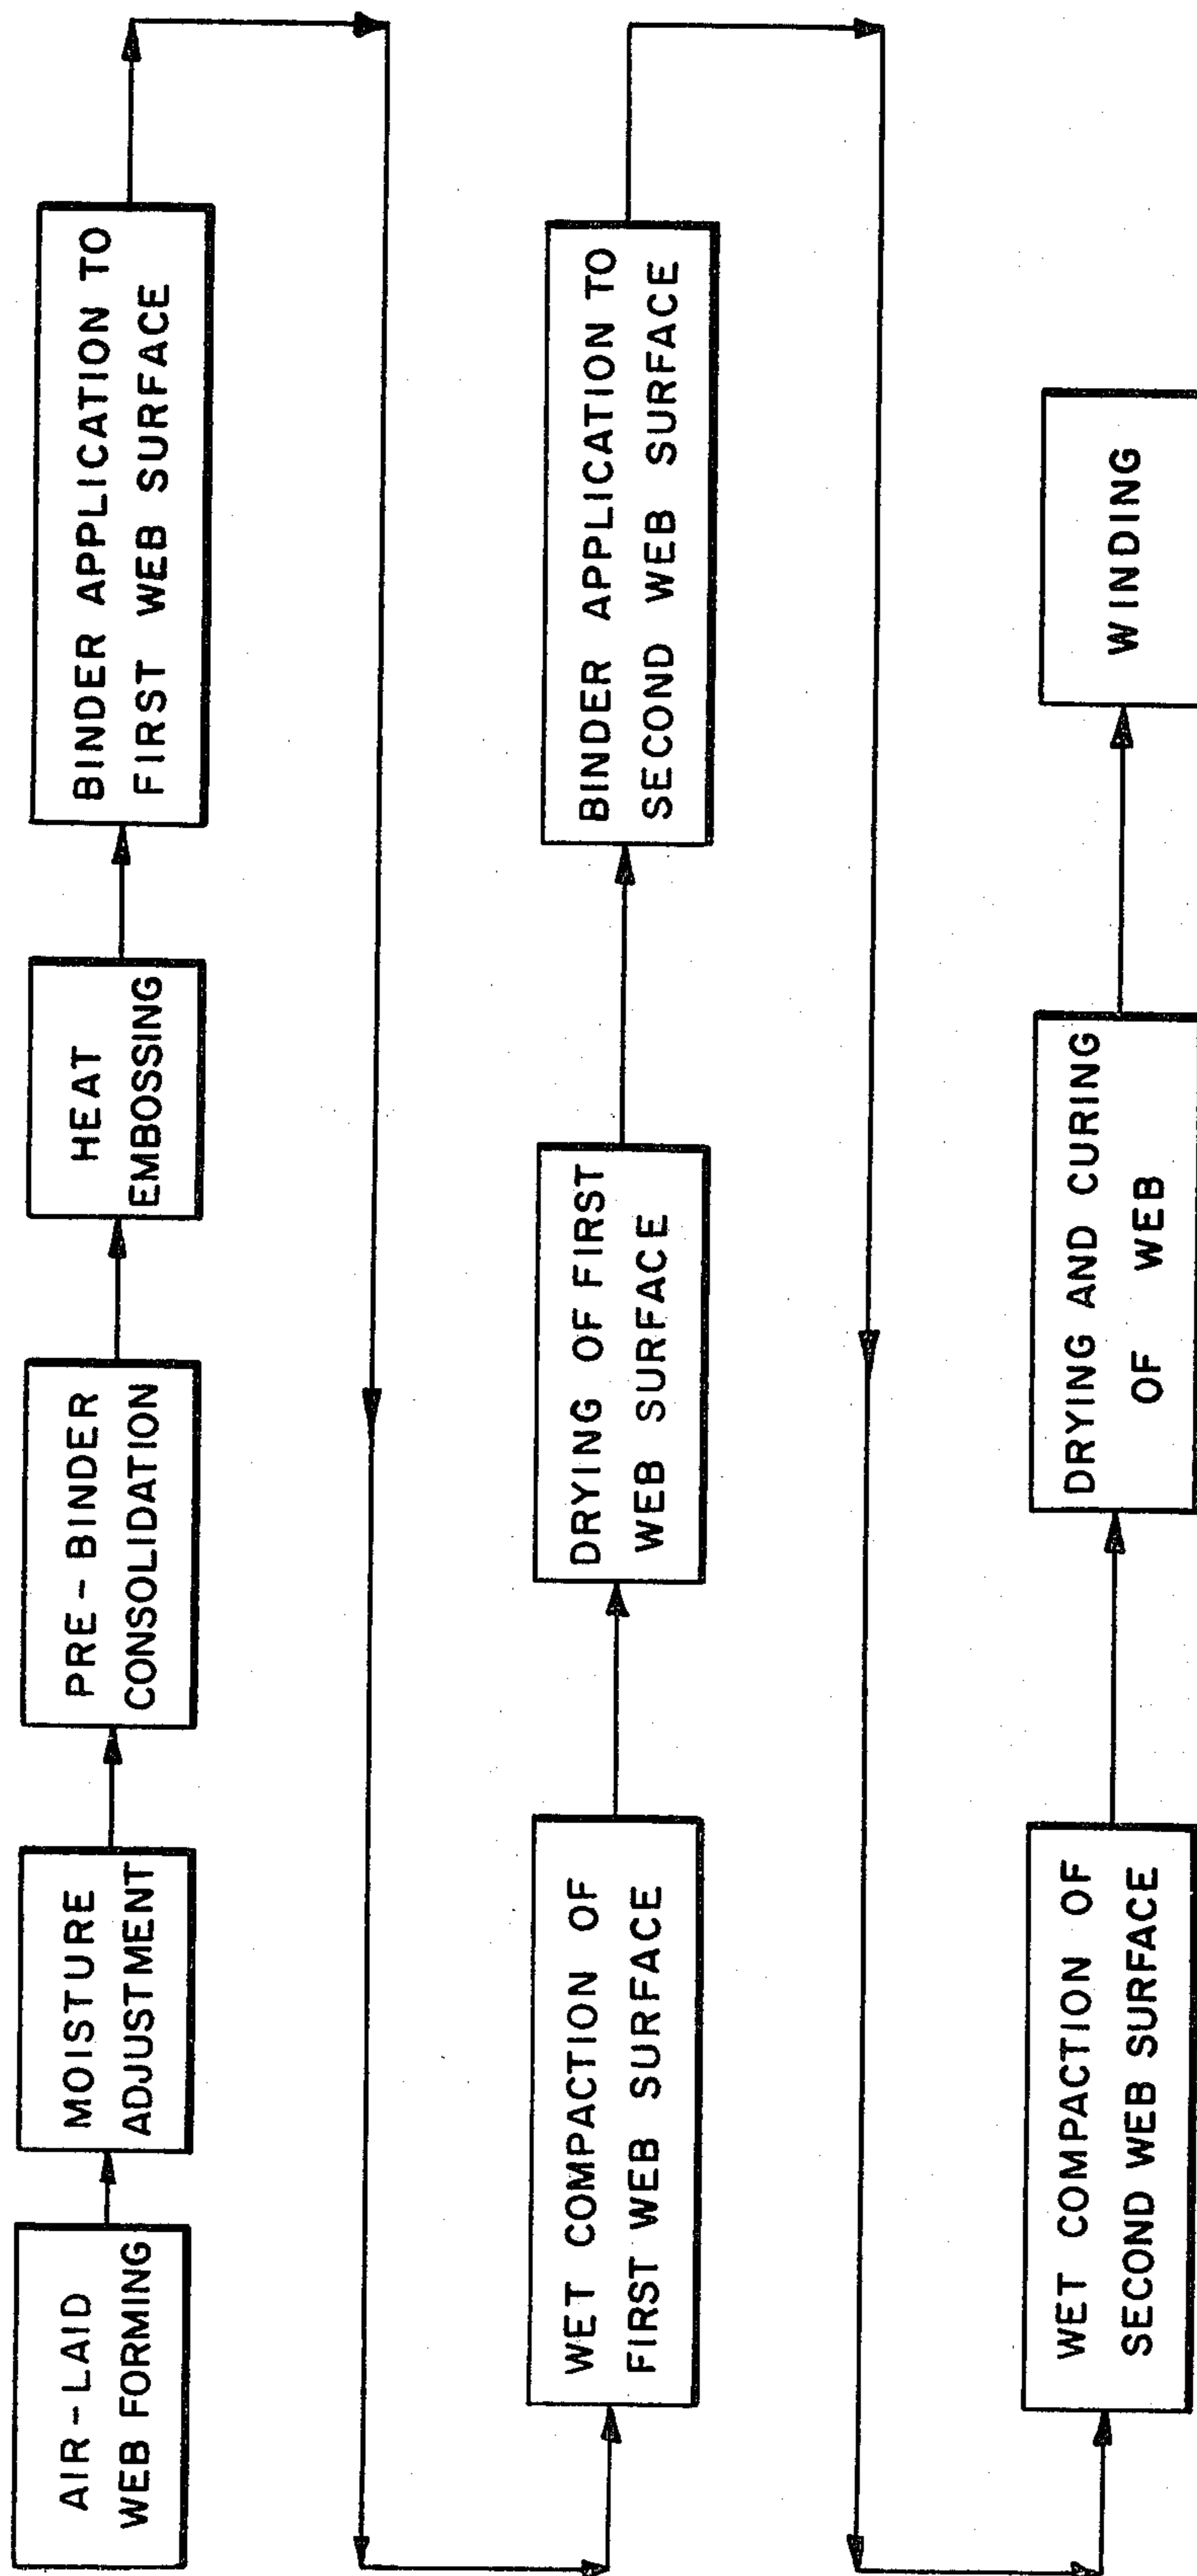 AIR-LAID
WEB FORMING
MOISTURE
ADJUSTMENT
PRE-BINDER
CONSOLIDATION
HEAT
EMBOSSING
BINDER APPLICATION TO
FIRST WEB SURFACE
WET COMPACTION OF
FIRST WEB SURFACE
DRYING OF FIRST
WEB SURFACE
BINDER APPLICATION TO
SECOND WEB SURFACE
WET COMPACTION OF
SECOND WEB SURFACE
DRYING AND CURING
OF WEB
WINDING